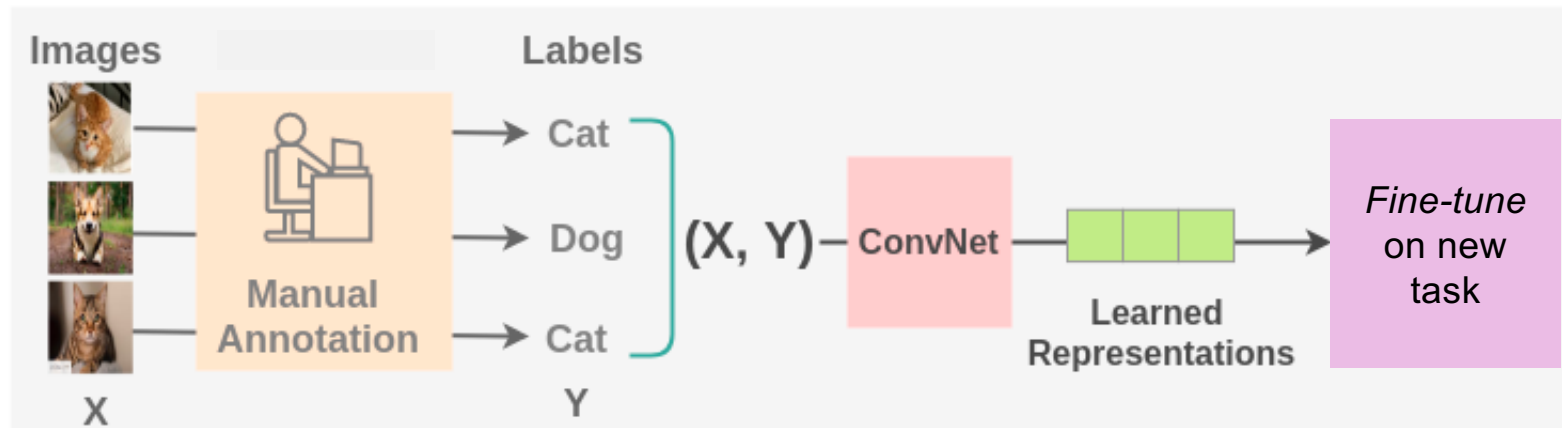 Images
Labels
Manual
Annotation
Cat
Dog
Cat
X
Y
(X, Y)
ConvNet
Learned
Representations
Fine-tune
on new
task